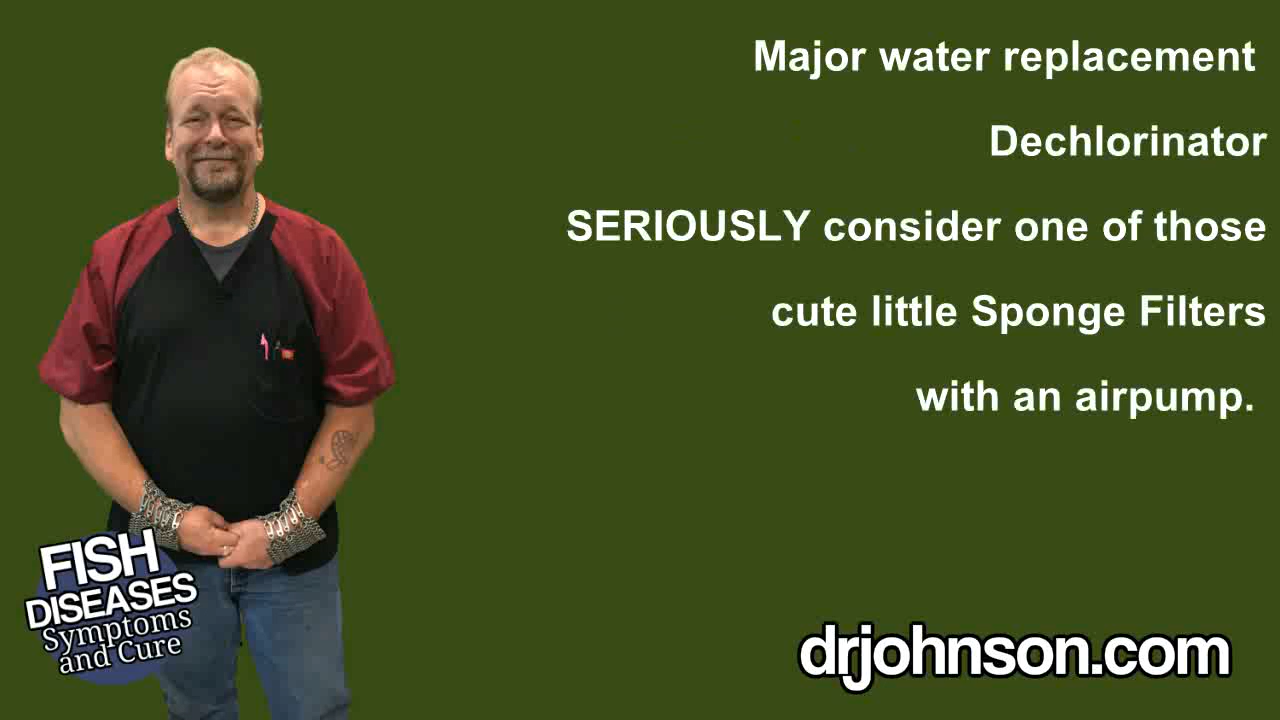 Major water replacement
Dechlorinator
SERIOUSLY consider one of those
cute little Sponge Filters
with an airpump.
FISH
DISEASES
Symptoms
and Cure
drjohnson.com